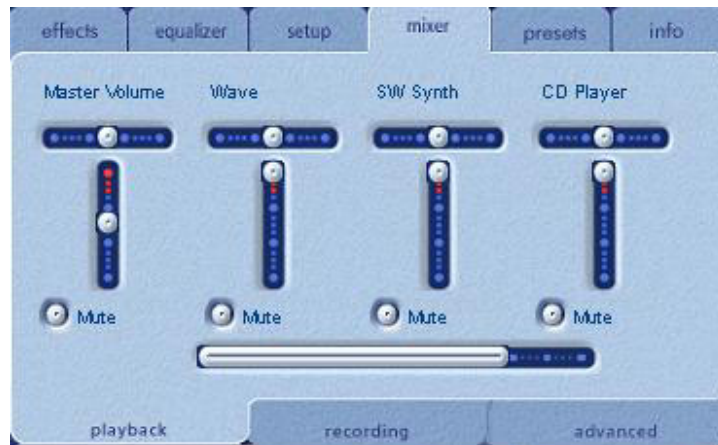 effects equalizer setup mixer presets info
Master Volume Wave SW Synth CD Player
Mute Mute Mute Mute
playback recording advanced